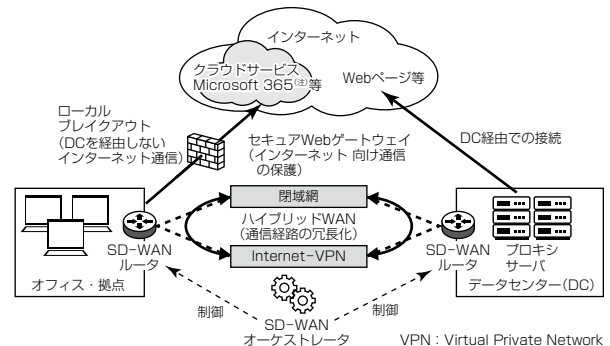 インターネット
クラウドサービス
Microsoft 365(注)等
Webページ等
ローカル
ブレイクアウト
(DCを経由しない
インターネット通信)
セキュアWebゲートウェイ
(インターネット 向け通信
の保護)
DC経由での接続
閉域網
ハイブリッドWAN
(通信経路の冗長化)
Internet-VPN
SD-WAN
ルータ
オフィス・拠点
SD-WAN
ルータ
プロキシ
サーバ
データセンター(DC)
制御
制御
SD-WAN
オーケストレータ
VPN:Virtual Private Network